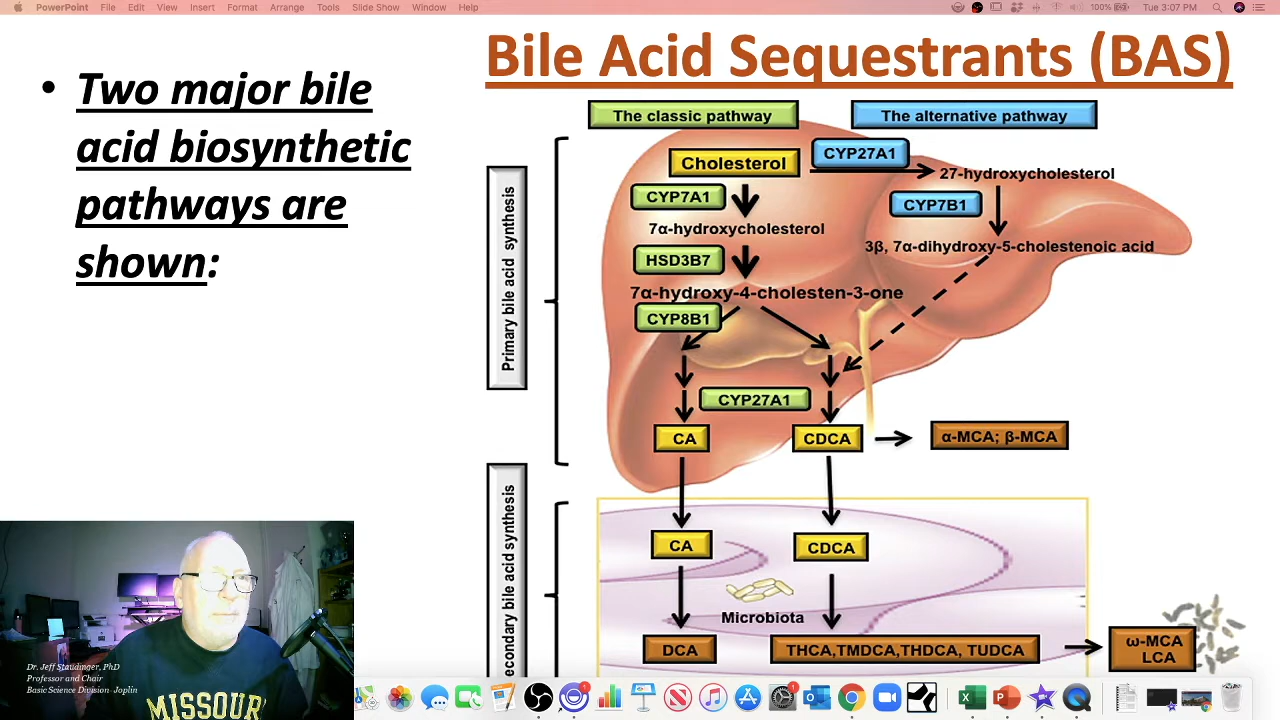 PowerPoint File Edit View Insert Format Arrange Tools Slide Show Window Help 100% Tue 3:07 PM
Bile Acid Sequestrants (BAS)
• Two major bile
acid biosynthetic
pathways are
shown:
The classic pathway
The alternative pathway
Primary bile acid synthesis
Cholesterol
CYP27A1
27-hydroxycholesterol
CYP7A1
CYP7B1
7α-hydroxycholesterol
3β, 7α-dihydroxy-5-cholestenoic acid
HSD3B7
7α-hydroxy-4-cholesten-3-one
CYP8B1
CYP27A1
CA
CDCA
α-MCA; β-MCA
econdary bile acid synthesis
CA
CDCA
Microbiota
DCA
THCA,TMDCA,THDCA, TUDCA
ω-MCA
LCA
Dr. Jeff Staudinger, PhD
Professor and Chair
Basic Science Division Joplin
MISSOUR